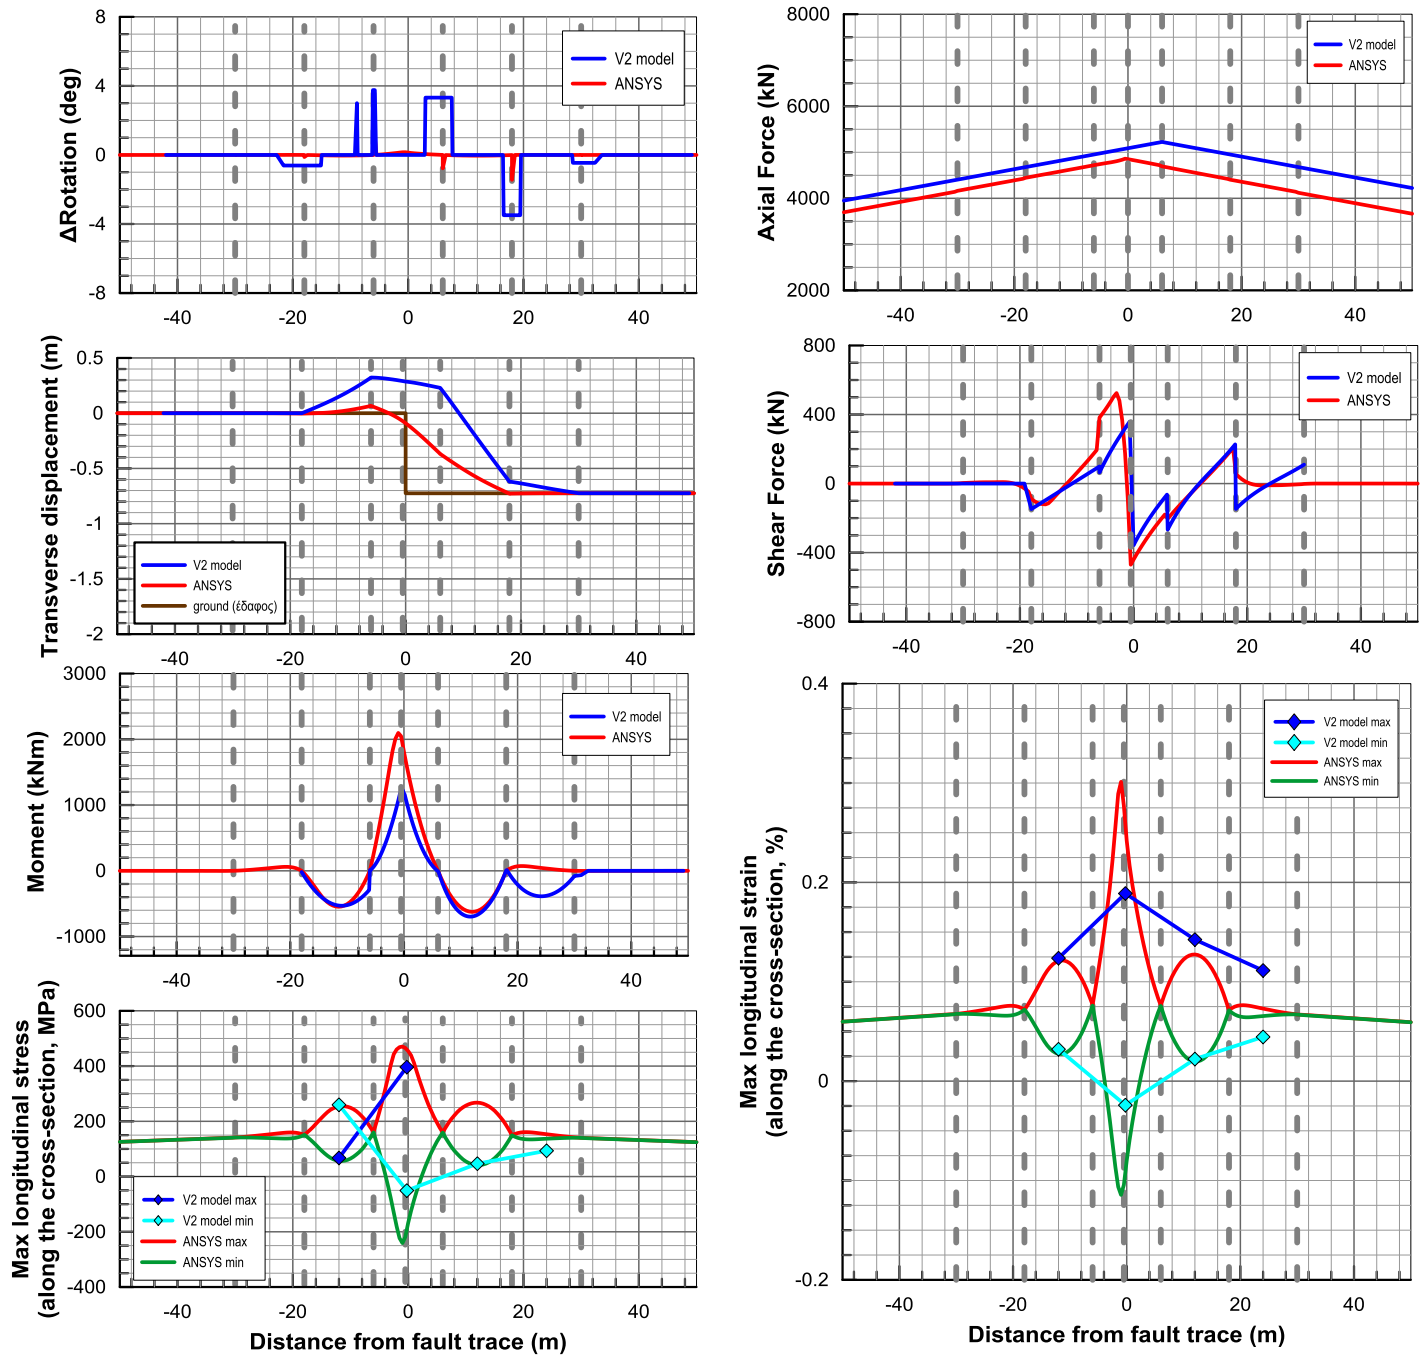 ΔRotation (deg)
8
4
0
-4
-8
-40
-20
0
20
40
V2 model
ANSYS
Axial Force (kN)
8000
6000
4000
2000
-40
-20
0
20
40
V2 model
ANSYS
Transverse displacement (m)
0.5
0
-0.5
-1
-1.5
-2
-40
-20
0
20
40
V2 model
ANSYS
ground (έδαφος)
Shear Force (kN)
800
400
0
-400
-800
-40
-20
0
20
40
V2 model
ANSYS
Moment (kNm)
3000
2000
1000
0
-1000
-40
-20
0
20
40
V2 model
ANSYS
Max longitudinal stress
(along the cross-section, MPa)
600
400
200
0
-200
-400
-40
-20
0
20
40
V2 model max
V2 model min
ANSYS max
ANSYS min
Distance from fault trace (m)
Max longitudinal strain
(along the cross-section, %)
0.4
0.2
0
-0.2
-40
-20
0
20
40
V2 model max
V2 model min
ANSYS max
ANSYS min
Distance from fault trace (m)